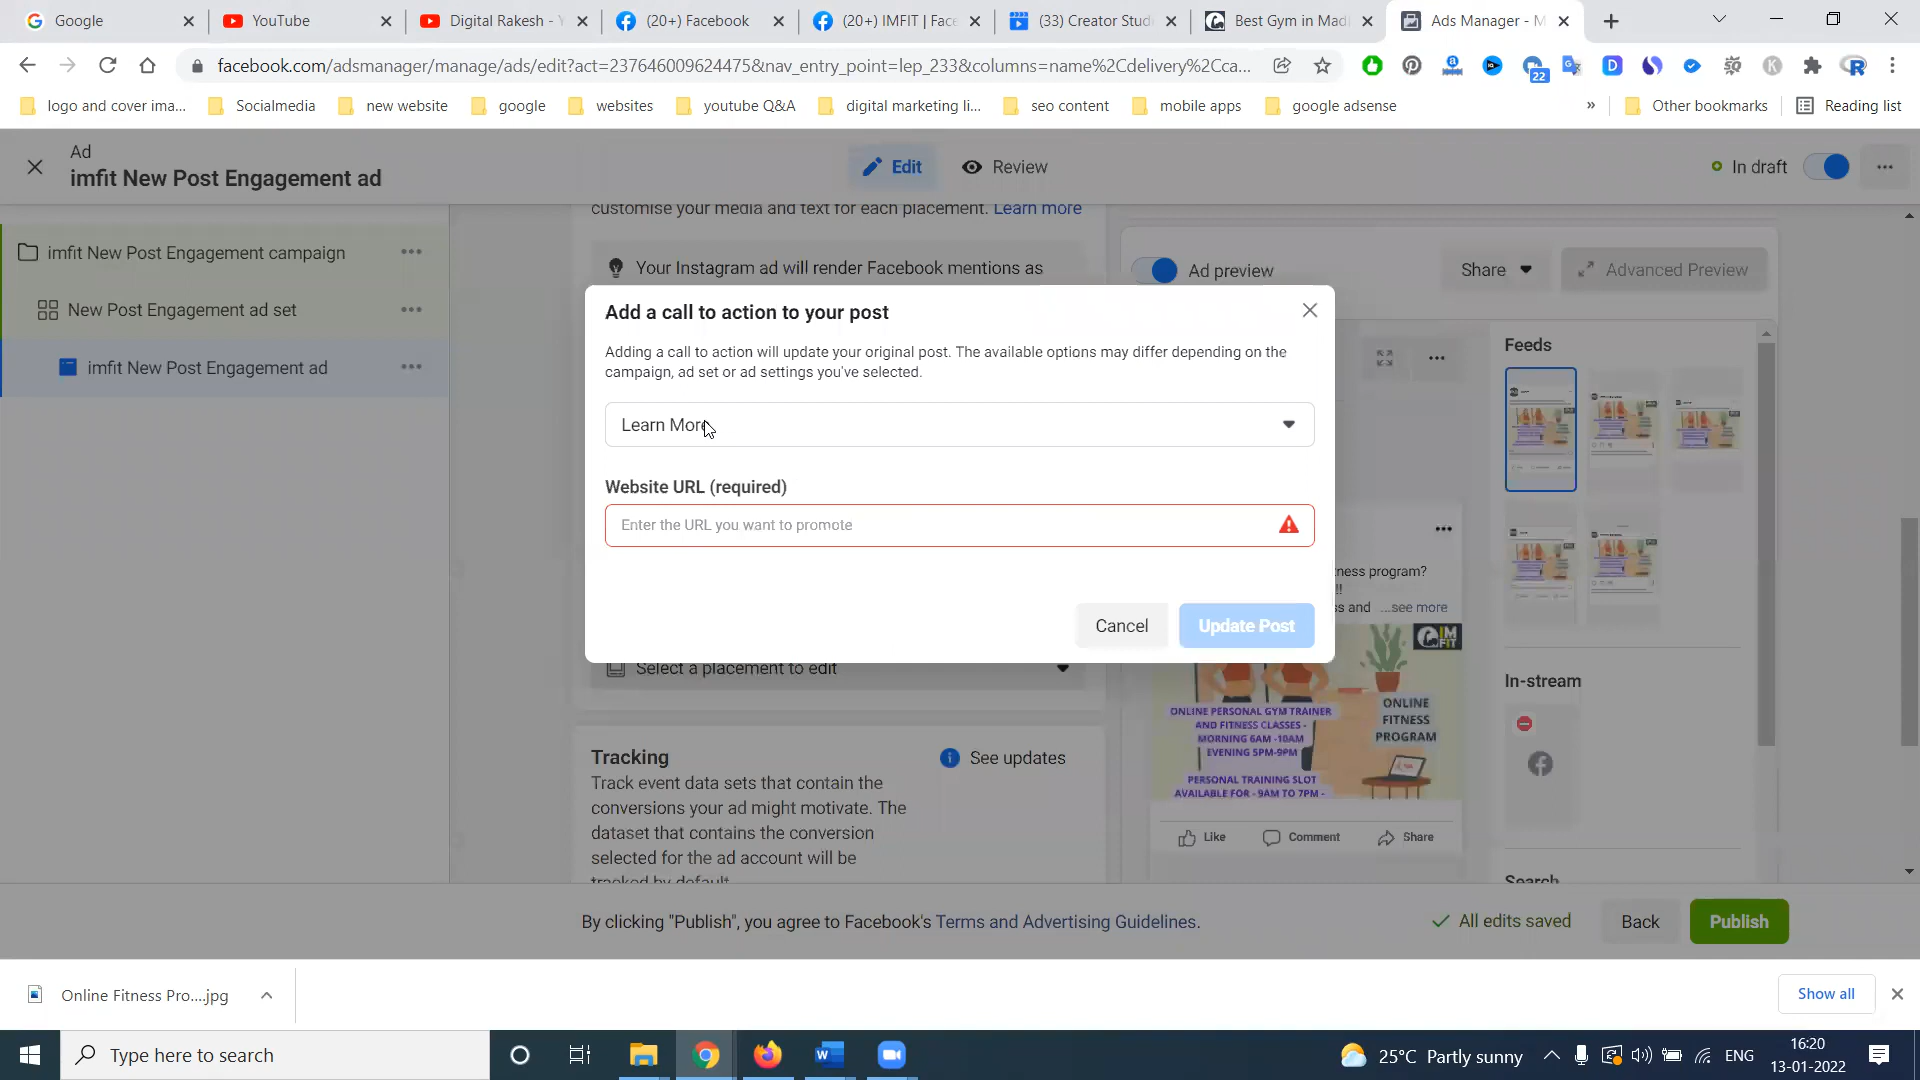 Google
YouTube
Digital Rakesh - Y
(20+) Facebook
(20+) IMFIT | Face
(33) Creator Studi
Best Gym in Madi
Ads Manager - M
facebook.com/adsmanager/manage/ads/edit?act=237646009624475&nav_entry_point=lep_233&columns=name%2Cdelivery%2Cca...
22
logo and cover ima...
Socialmedia
new website
google
websites
youtube Q&A
digital marketing li...
seo content
mobile apps
google adsense
»
Other bookmarks
Reading list
Ad
imfit New Post Engagement ad
Edit
Review
In draft
imfit New Post Engagement campaign
New Post Engagement ad set
imfit New Post Engagement ad
customise your media and text for each placement. Learn more
Your Instagram ad will render Facebook mentions as
Ad preview
Share
Advanced Preview
Add a call to action to your post
Adding a call to action will update your original post. The available options may differ depending on the
campaign, ad set or ad settings you've selected.
Learn More
Website URL (required)
Enter the URL you want to promote
Cancel
Update Post
Select a placement to edit
Tracking
See updates
Track event data sets that contain the
conversions your ad might motivate. The
dataset that contains the conversion
selected for the ad account will be
tracked by default.
ness program?
!!
ss and ...see more
IM
FIT
ONLINE PERSONAL GYM TRAINER
AND FITNESS CLASSES -
MORNING 6AM -10AM
EVENING 5PM-9PM
PERSONAL TRAINING SLOT
AVAILABLE FOR - 9AM TO 7PM -
ONLINE
FITNESS
PROGRAM
Like
Comment
Share
Feeds
In-stream
Search
By clicking "Publish", you agree to Facebook's Terms and Advertising Guidelines.
All edits saved
Back
Publish
Online Fitness Pro....jpg
Show all
Type here to search
25°C Partly sunny
ENG
16:20
13-01-2022